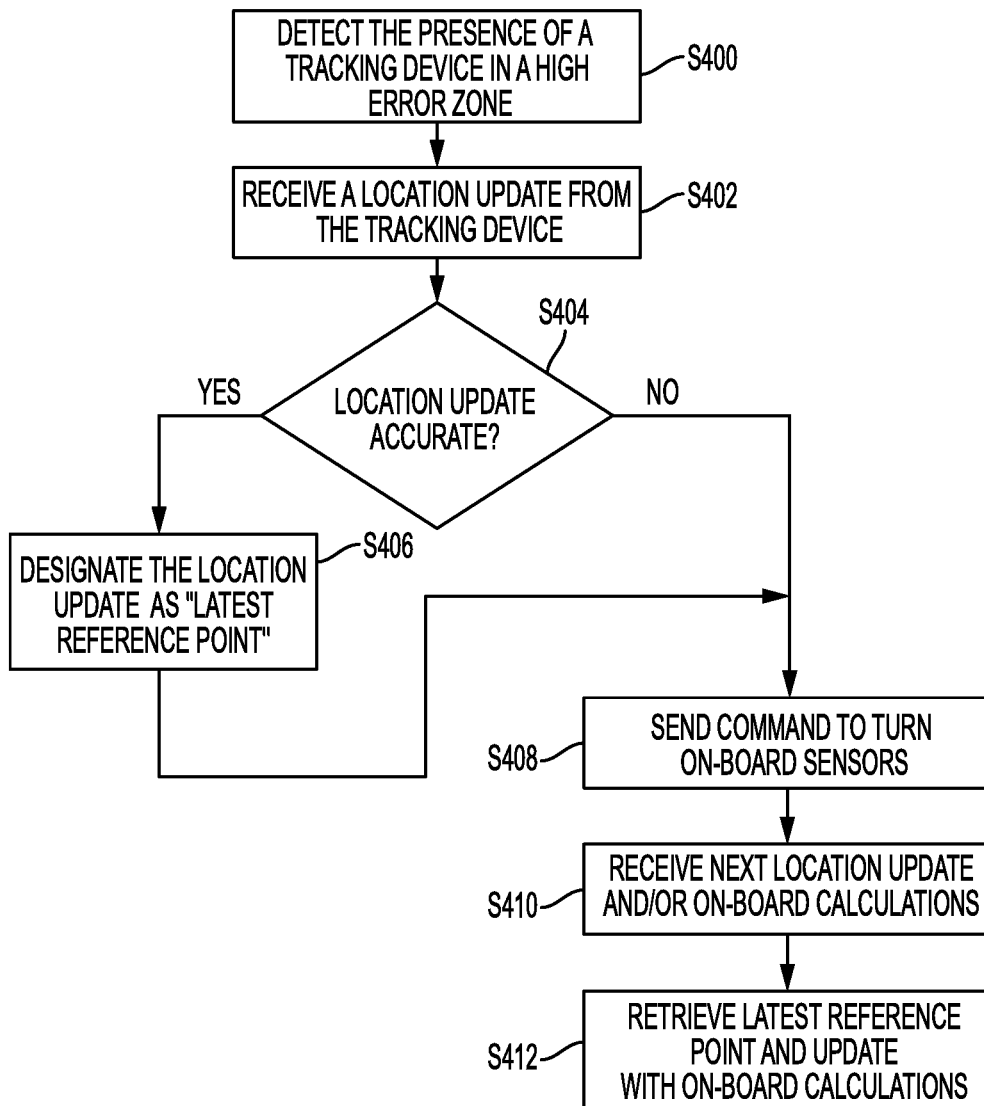 DETECT THE PRESENCE OF A
TRACKING DEVICE IN A HIGH
ERROR ZONE
S400
RECEIVE A LOCATION UPDATE FROM
THE TRACKING DEVICE
S402
S404
LOCATION UPDATE
ACCURATE?
YES
NO
S406
DESIGNATE THE LOCATION
UPDATE AS "LATEST
REFERENCE POINT"
SEND COMMAND TO TURN
ON-BOARD SENSORS
S408
RECEIVE NEXT LOCATION UPDATE
AND/OR ON-BOARD CALCULATIONS
S410
RETRIEVE LATEST REFERENCE
POINT AND UPDATE
WITH ON-BOARD CALCULATIONS
S412